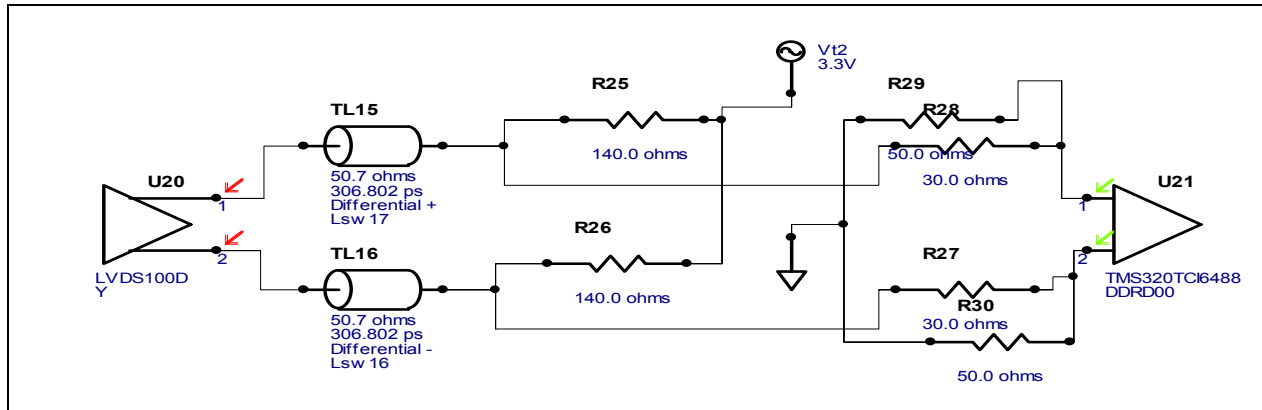 Vt2
3.3V
R25
R29
R28
TL15
140.0 ohms
50.0 ohms
30.0 ohms
U20
50.7 ohms
306.802 ps
Differential +
Lsw 17
1
1
U21
R26
R27
2
TL16
2
LVDS100D
Y
140.0 ohms
TMS320TCI6488
DDRD00
50.7 ohms
306.802 ps
Differential -
Lsw 16
30.0 ohms
R30
50.0 ohms